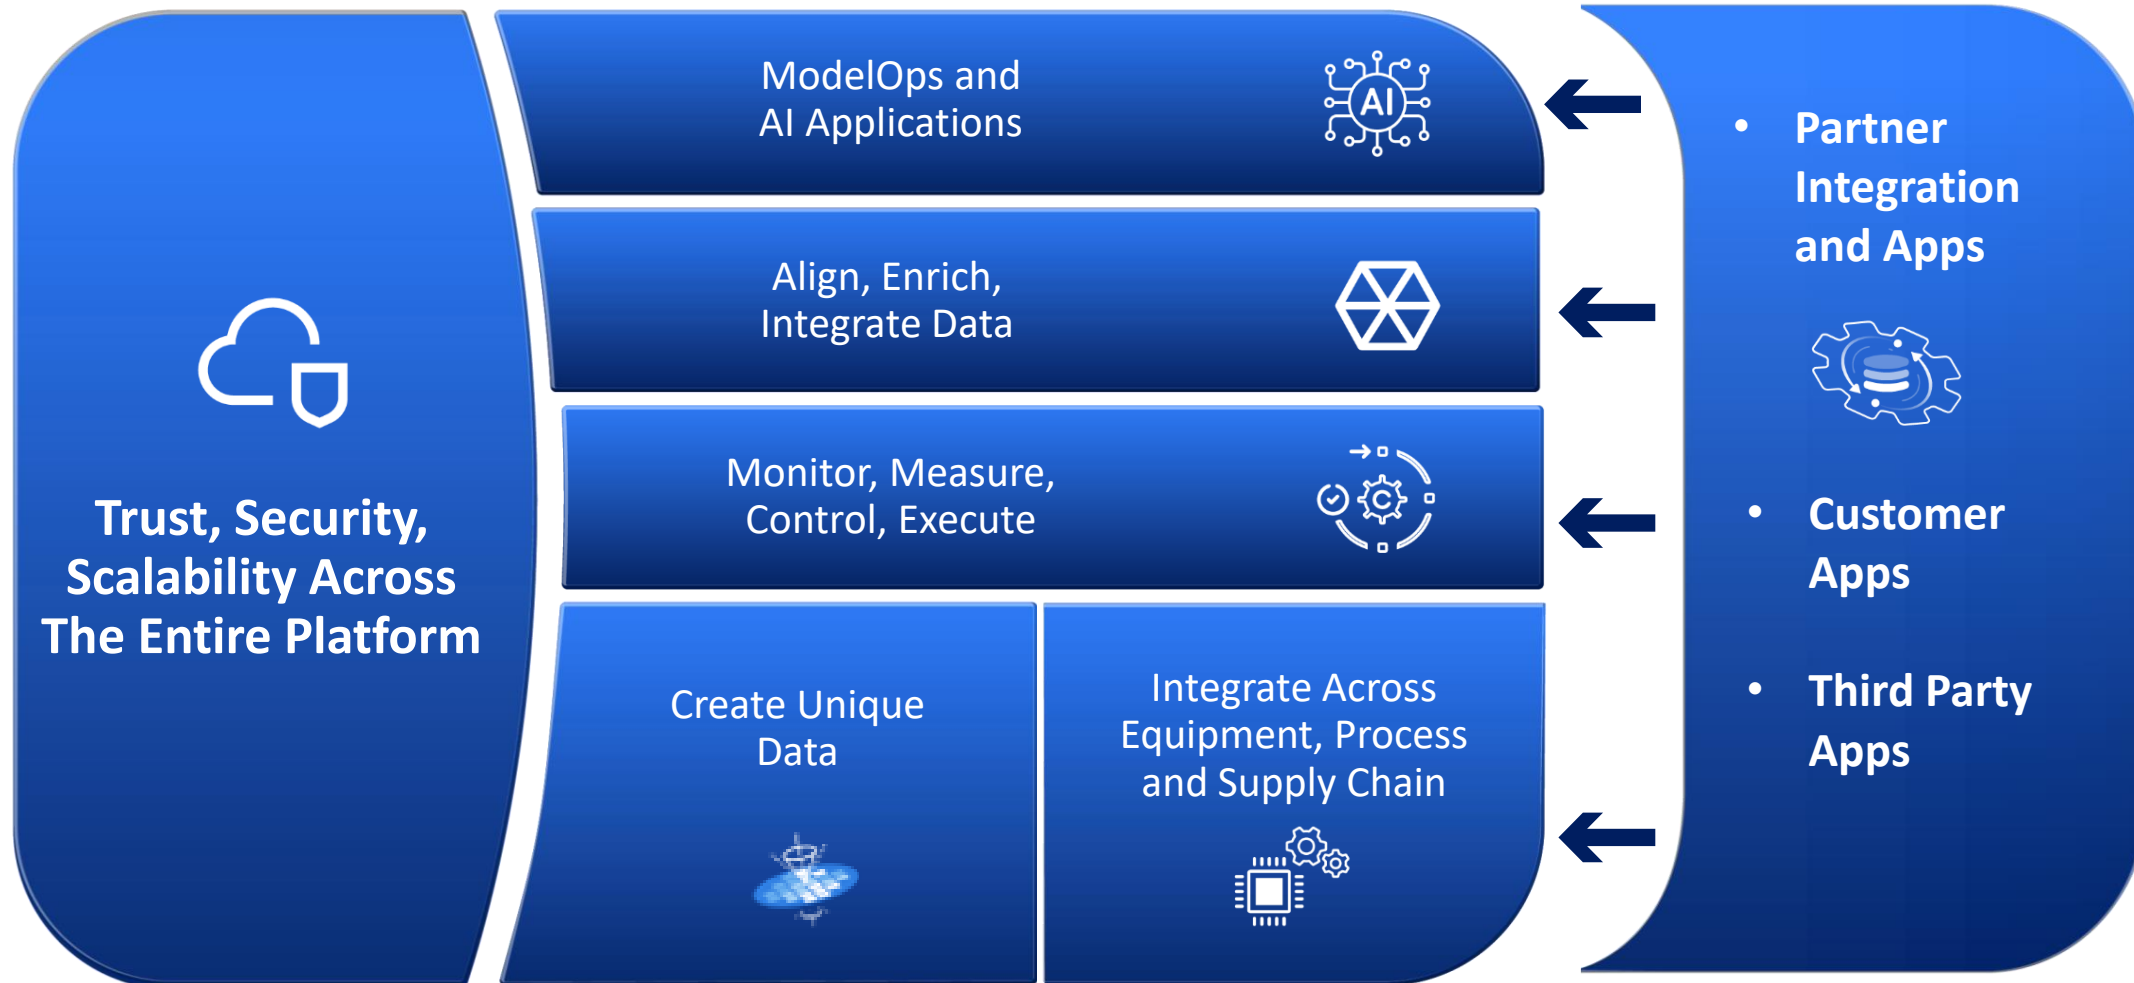 Trust, Security,
Scalability Across
The Entire Platform
ModelOps and
AI Applications
AI
Align, Enrich,
Integrate Data
Monitor, Measure,
Control, Execute
C
Create Unique
Data
Integrate Across
Equipment, Process
and Supply Chain
• Partner
Integration
and Apps
• Customer
Apps
• Third Party
Apps